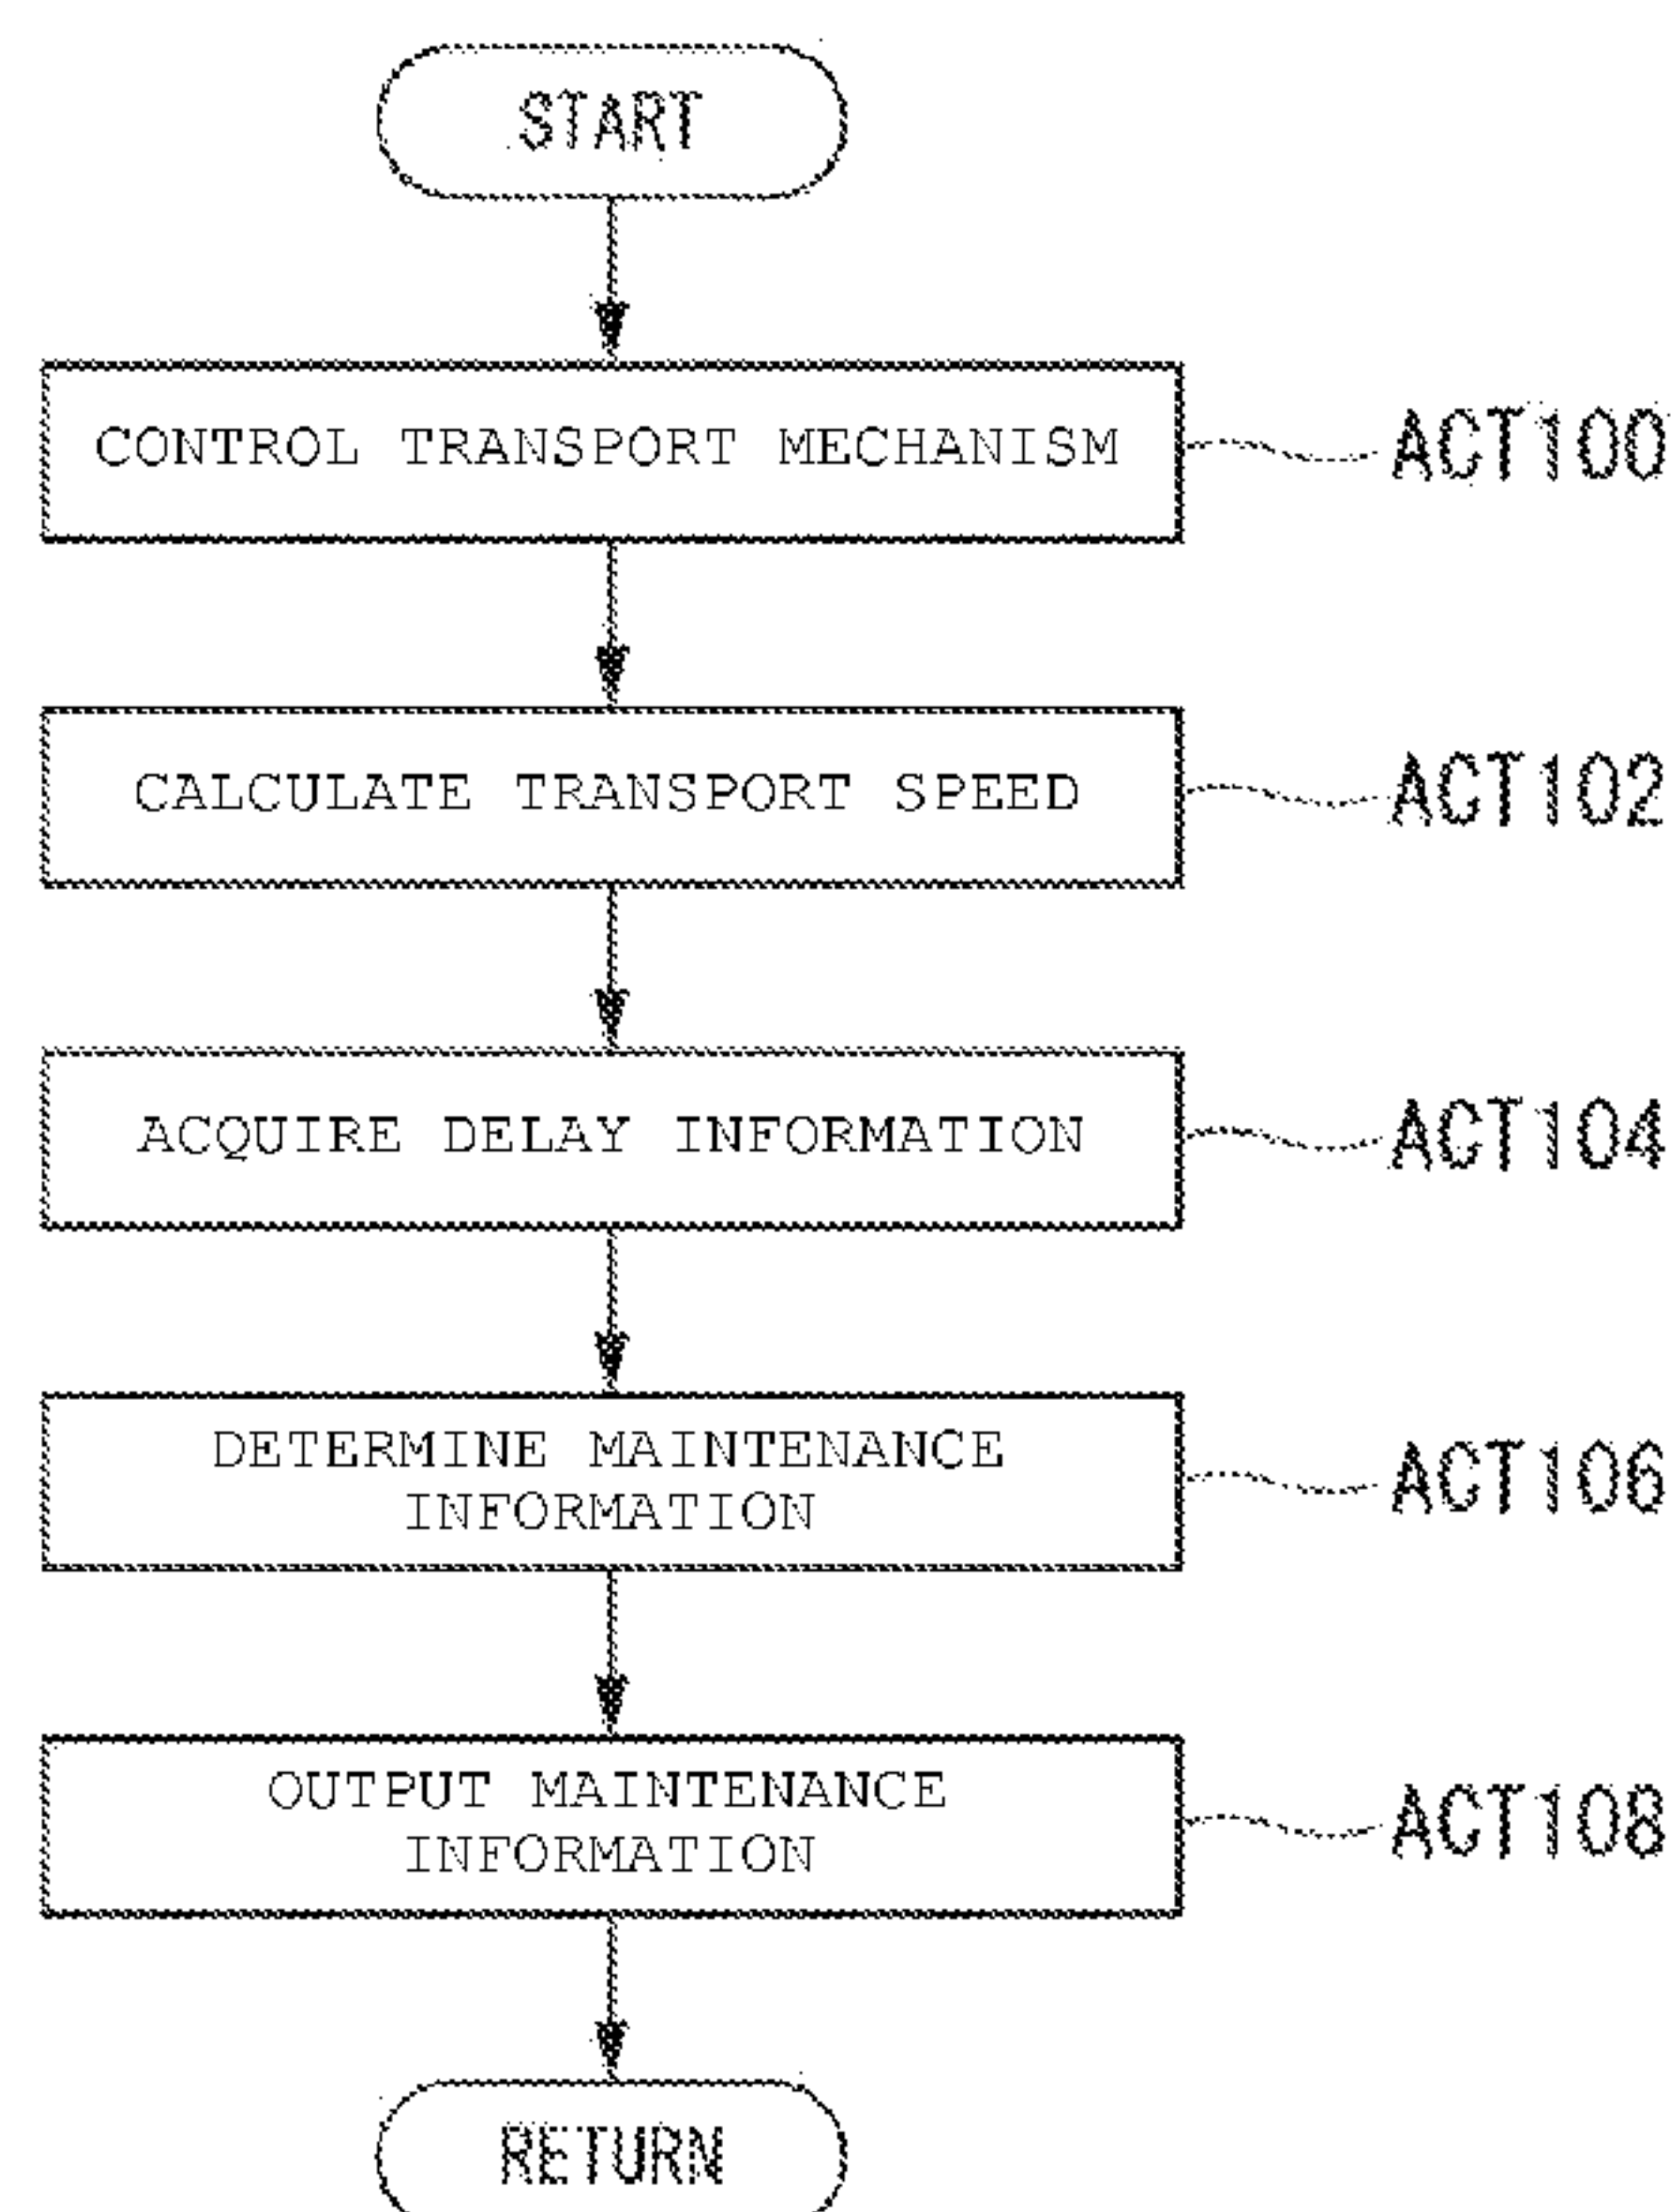 START
CONTROL TRANSPORT MECHANISM
ACT100
CALCULATE TRANSPORT SPEED
ACT102
ACQUIRE DELAY INFORMATION
ACT104
DETERMINE MAINTENANCE
INFORMATION
ACT106
OUTPUT MAINTENANCE
INFORMATION
ACT108
RETURN